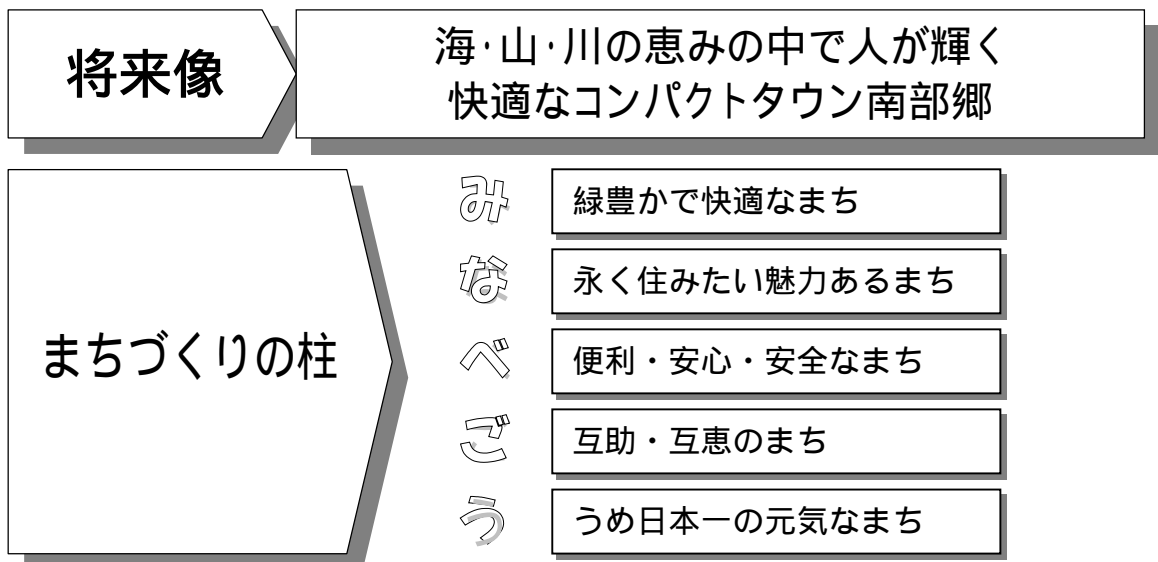 将来像
海･山･川の恵みの中で人が輝く
快適なコンパクトタウン南部郷
まちづくりの柱
み
緑豊かで快適なまち
な
永く住みたい魅力あるまち
べ
便利・安心・安全なまち
ご
互助・互恵のまち
う
うめ日本一の元気なまち